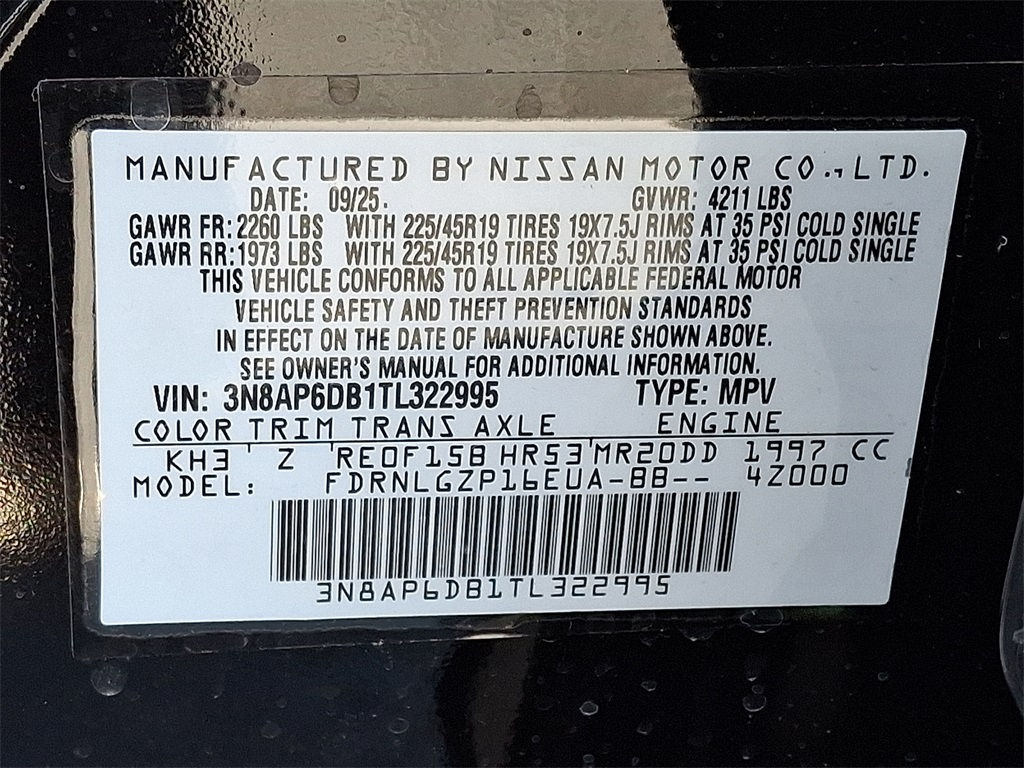 MANUFACTURED BY NISSAN MOTOR CO., LTD.
DATE: 09/25. GVWR: 4211 LBS
GAWR FR: 2260 LBS WITH 225/45R19 TIRES 19X7.5J RIMS AT 35 PSI COLD SINGLE
GAWR RR: 1973 LBS WITH 225/45R19 TIRES 19X7.5J RIMS AT 35 PSI COLD SINGLE
THIS VEHICLE CONFORMS TO ALL APPLICABLE FEDERAL MOTOR
VEHICLE SAFETY AND THEFT PREVENTION STANDARDS
IN EFFECT ON THE DATE OF MANUFACTURE SHOWN ABOVE.
SEE OWNER'S MANUAL FOR ADDITIONAL INFORMATION.
VIN: 3N8AP6DB1TL322995 TYPE: MPV
COLOR TRIM TRANS AXLE ENGINE
KH3 Z RE0F15B HR53 MR20DD 1997 CC
MODEL: FDRNLGZP16EUA-BB-- 4Z000
3N8AP6DB1TL322995